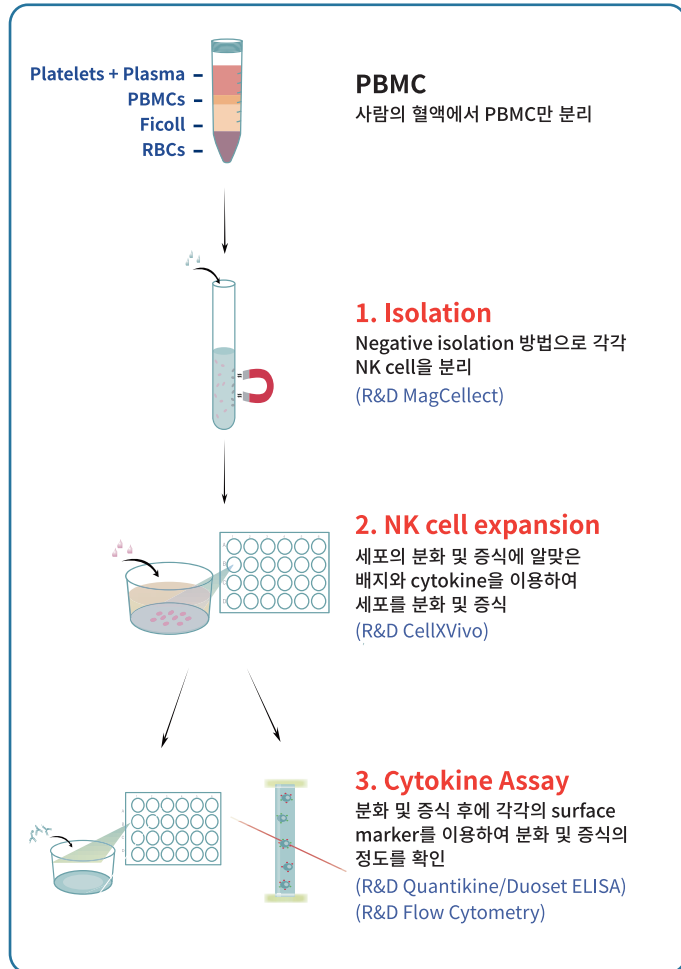 Platelets + Plasma –
PBMCs –
Ficoll –
RBCs –
PBMC
사람의 혈액에서 PBMC만 분리
1. Isolation
Negative isolation 방법으로 각각
NK cell을 분리
(R&D MagCellect)
2. NK cell expansion
세포의 분화 및 증식에 알맞은
배지와 cytokine을 이용하여
세포를 분화 및 증식
(R&D CellXVivo)
3. Cytokine Assay
분화 및 증식 후에 각각의 surface
marker를 이용하여 분화 및 증식의
정도를 확인
(R&D Quantikine/Duoset ELISA)
(R&D Flow Cytometry)